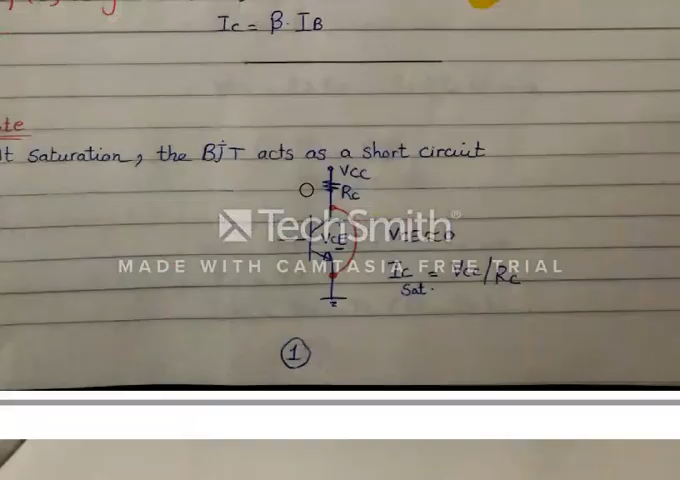 Ic = β. IB
At saturation, the BJT acts as a short circuit
VCC
RC
TechSmith®
VCE
VCE ≈ 0
MADE WITH CAMTASIA FREE TRIAL
Ic = VCC/RC
Sat.
1